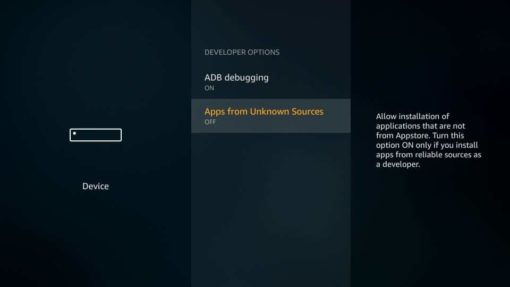 DEVELOPER OPTIONS
ADB debugging
ON
Apps from Unknown Sources
OFF
Device
Allow installation of
applications that are not
from Appstore. Turn this
option ON only if you install
apps from reliable sources as
a developer.